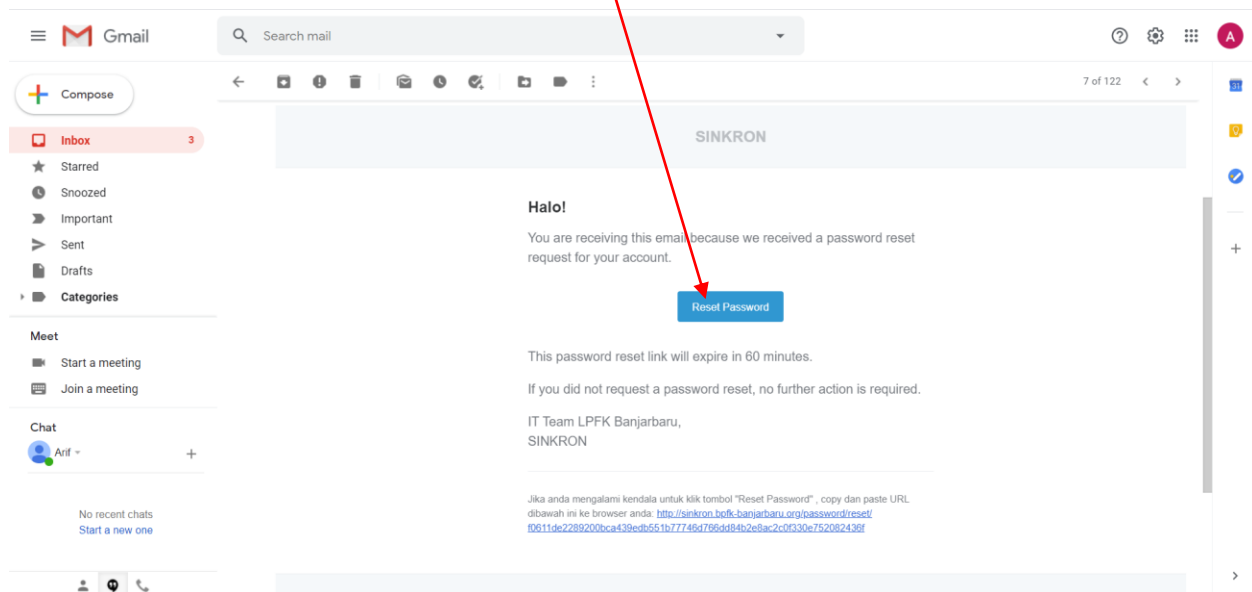 Gmail
Search mail
A
Compose
7 of 122
31
Inbox 3
Starred
Snoozed
Important
Sent
Drafts
Categories
Meet
Start a meeting
Join a meeting
Chat
Arif
No recent chats
Start a new one
SINKRON
Halo!
You are receiving this email because we received a password reset
request for your account.
Reset Password
This password reset link will expire in 60 minutes.
If you did not request a password reset, no further action is required.
IT Team LPFK Banjarbaru,
SINKRON
Jika anda mengalami kendala untuk klik tombol "Reset Password" , copy dan paste URL
dibawah ini ke browser anda: http://sinkron.bpfk-banjarbaru.org/password/reset/
f0611de2289200bca439edb551b77746d766dd84b2e8ac2c0f330e752082436f